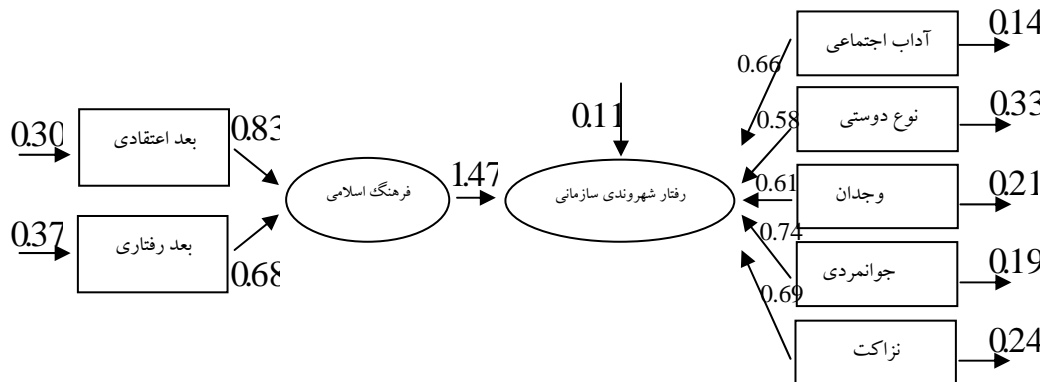 آداب اجتماعی
0.14
0.66
نوع دوستی
0.33
0.58
0.11
0.30
بعد اعتقادی
0.83
فرهنگ اسلامی
1.47
رفتار شهروندی سازمانی
وجدان
0.21
0.61
0.37
بعد رفتاری
0.68
جوانمردی
0.19
0.74
نزاکت
0.24
0.69